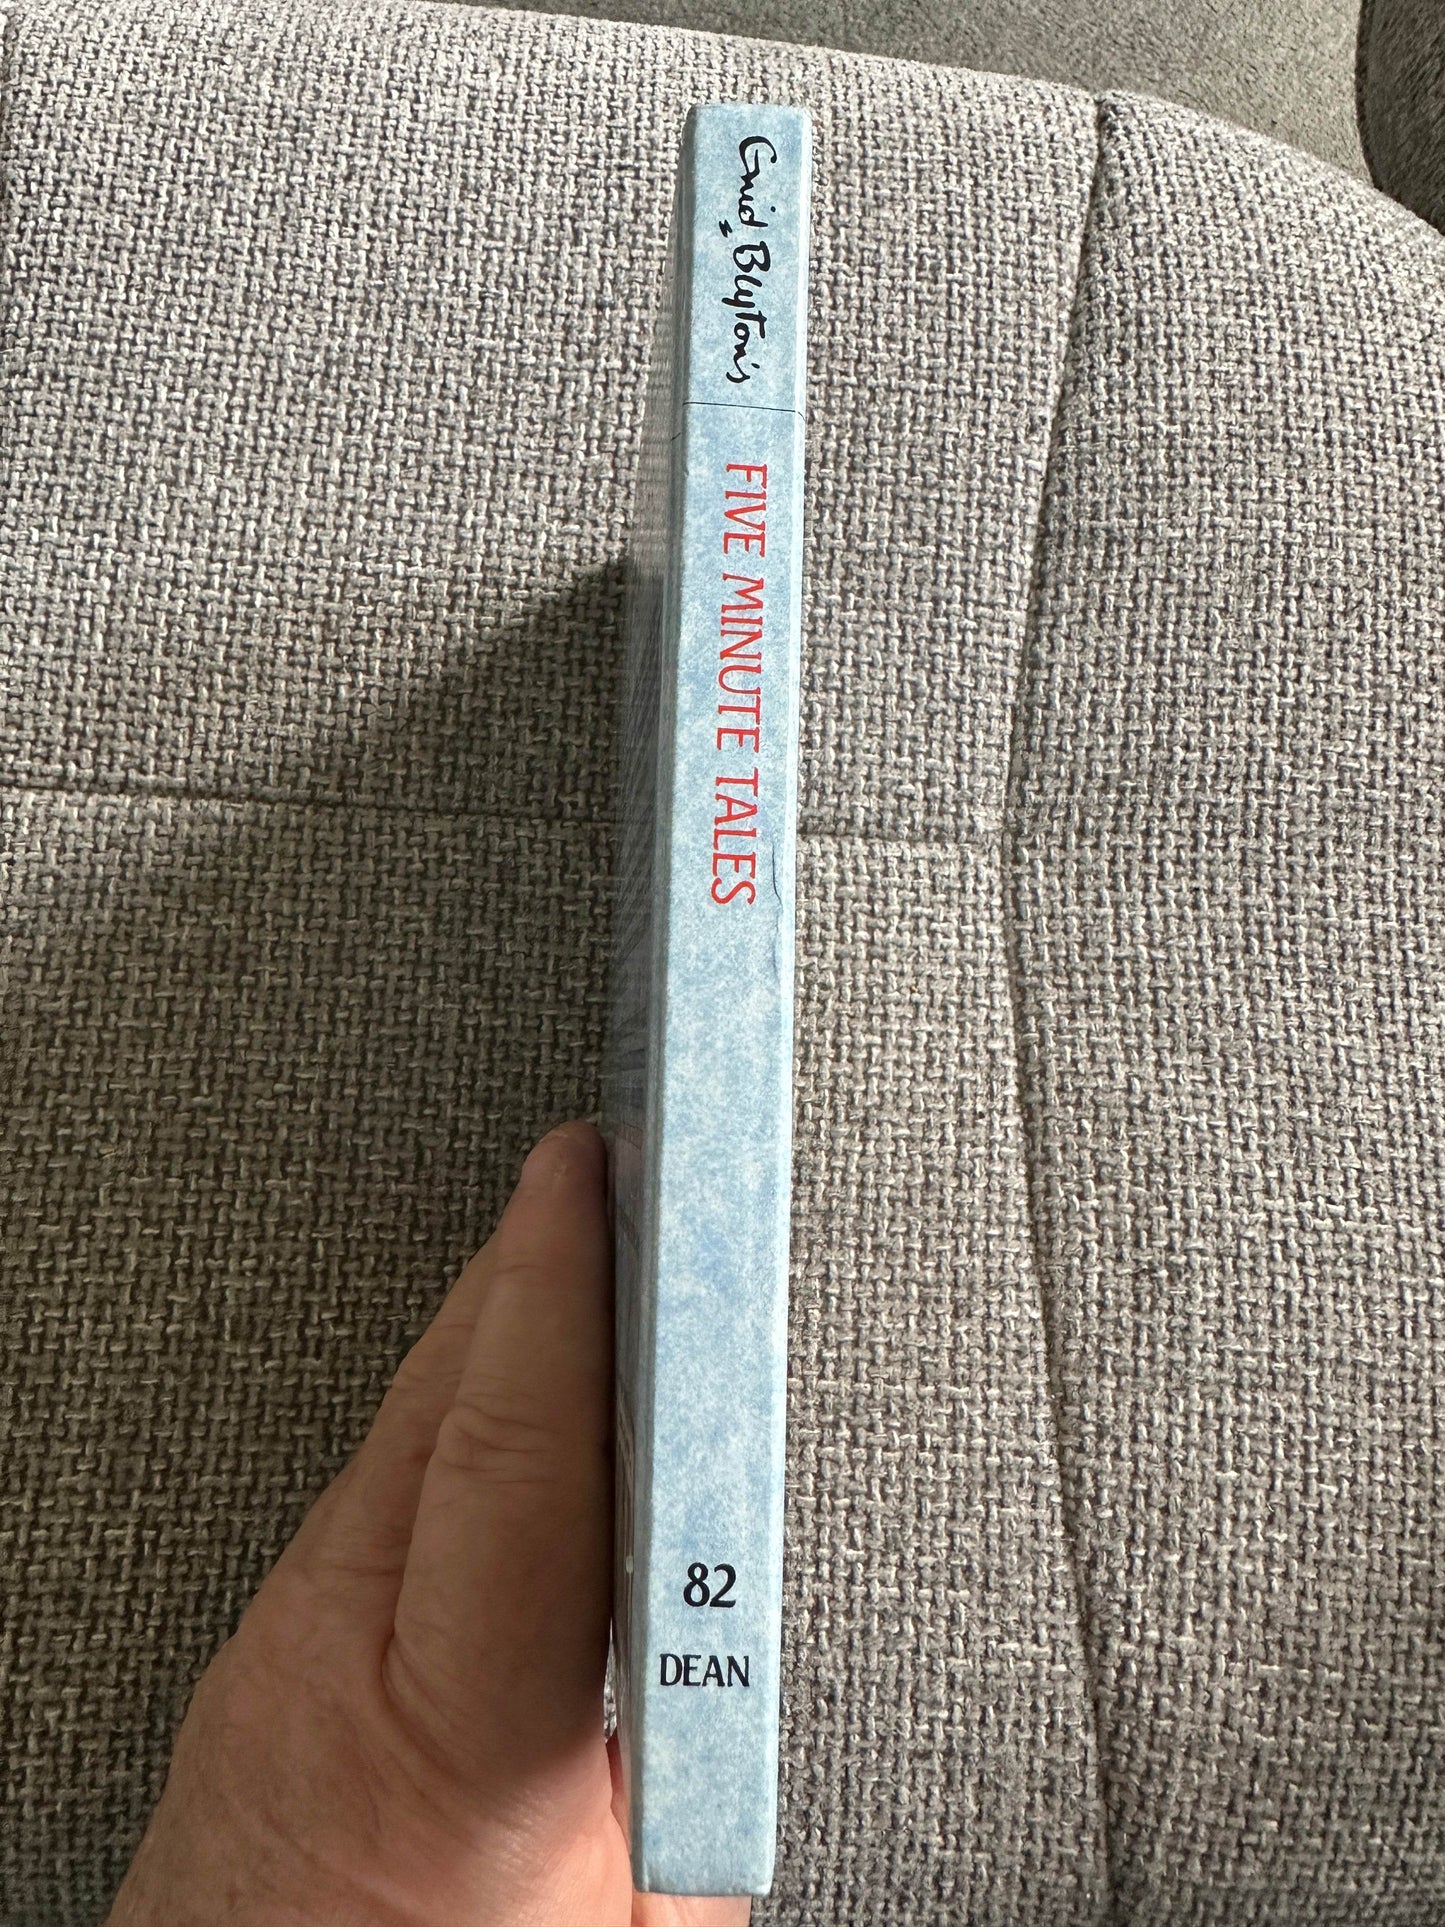 Enid Blyton's
FIVE MINUTE TALES
82
DEAN